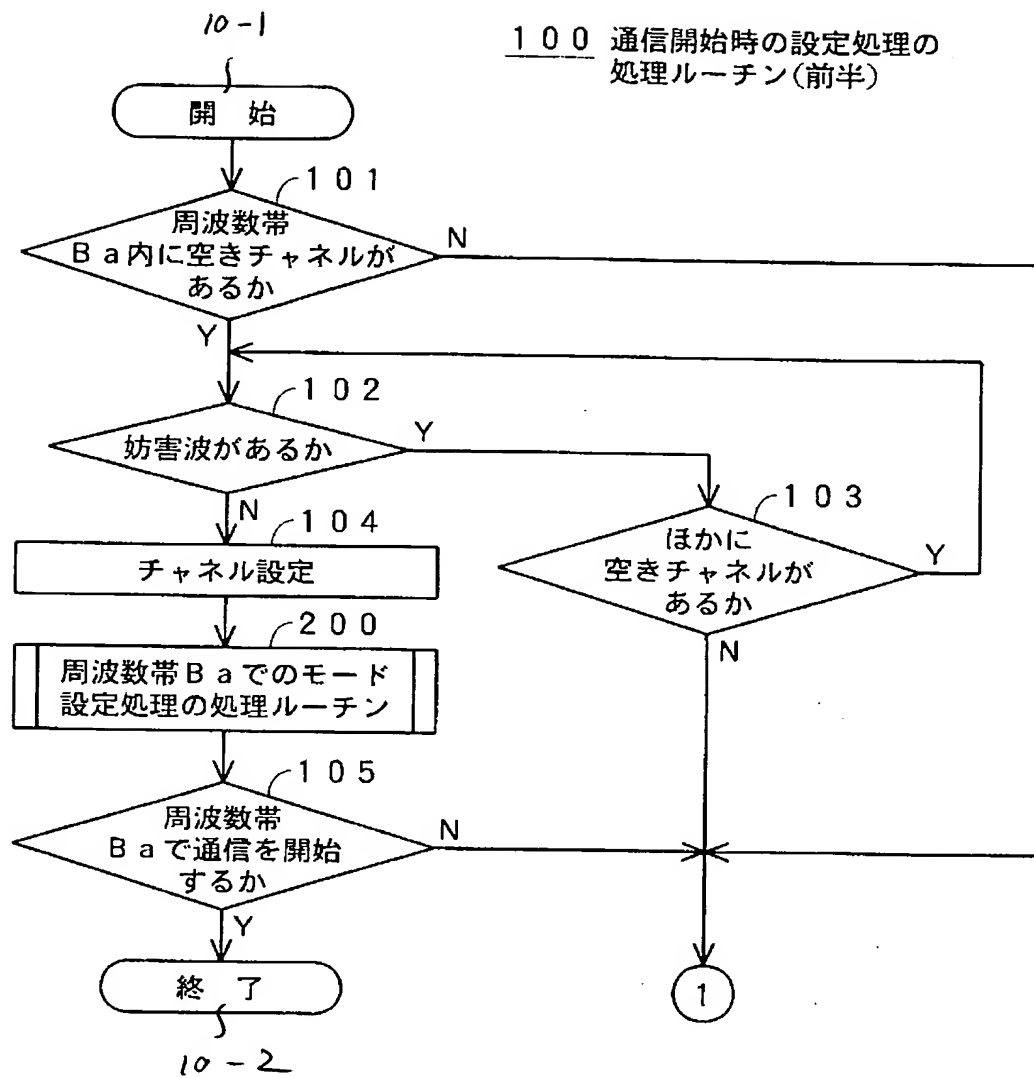 10-1
100 通信開始時の設定処理の
処理ルーチン(前半)
開 始
101
周波数帯
Ba内に空きチャネルが
あるか
N
Y
102
妨害波があるか
Y
N
103
ほかに
空きチャネルが
あるか
Y
N
104
チャネル設定
200
周波数帯Baでのモード
設定処理の処理ルーチン
105
周波数帯
Baで通信を開始
するか
N
Y
終 了
1
10-2